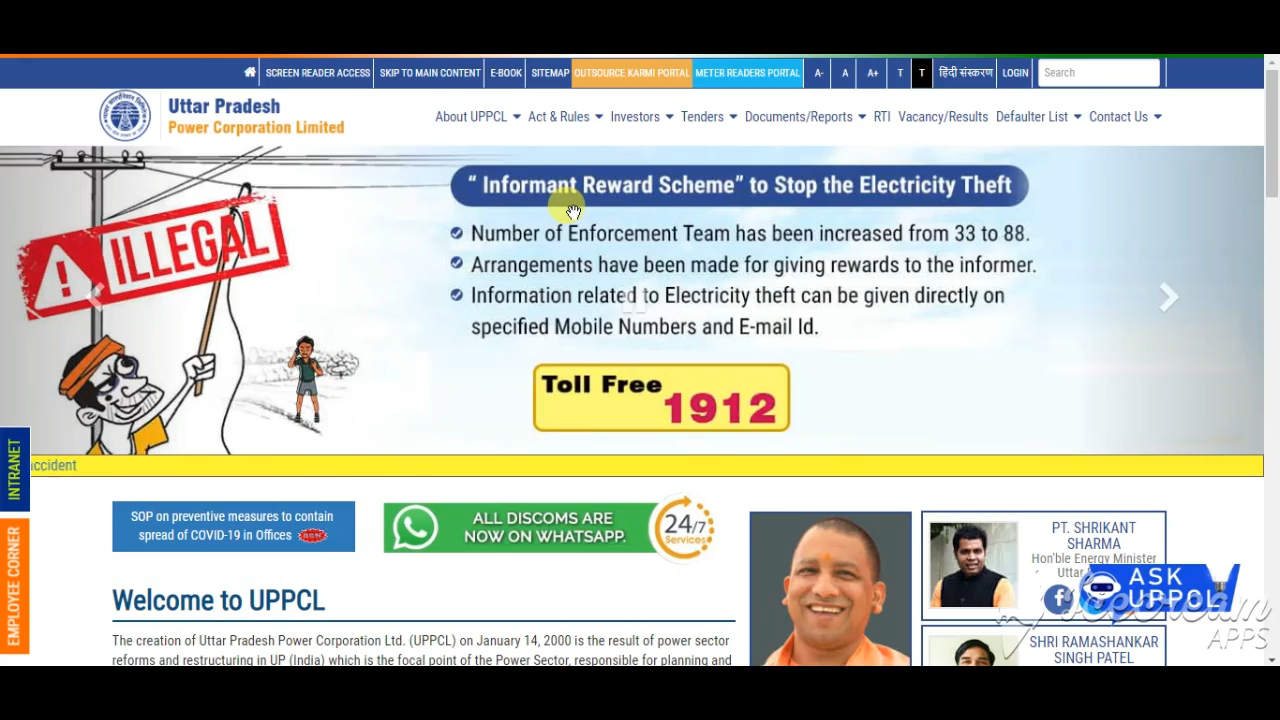 SCREEN READER ACCESS SKIP TO MAIN CONTENT E-BOOK SITEMAP OUTSOURCE KARMI PORTAL METER READERS PORTAL A- A A+ T T हिंदी संस्करण LOGIN Search
Uttar Pradesh
Power Corporation Limited
About UPPCL Act & Rules Investors Tenders Documents/Reports RTI Vacancy/Results Defaulter List Contact Us
“ Informant Reward Scheme” to Stop the Electricity Theft
ILLEGAL
Number of Enforcement Team has been increased from 33 to 88.
Arrangements have been made for giving rewards to the informer.
Information related to Electricity theft can be given directly on
specified Mobile Numbers and E-mail Id.
Toll Free
1912
INTRANET
accident
EMPLOYEE CORNER
SOP on preventive measures to contain
spread of COVID-19 in Offices
ALL DISCOMS ARE
NOW ON WHATSAPP.
24/7
Services
PT. SHRIKANT
SHARMA
Hon'ble Energy Minister
Uttar
ASK
UPPCL
APPS
Welcome to UPPCL
The creation of Uttar Pradesh Power Corporation Ltd. (UPPCL) on January 14, 2000 is the result of power sector
reforms and restructuring in UP (India) which is the focal point of the Power Sector, responsible for planning and
SHRI RAMASHANKAR
SINGH PATEL